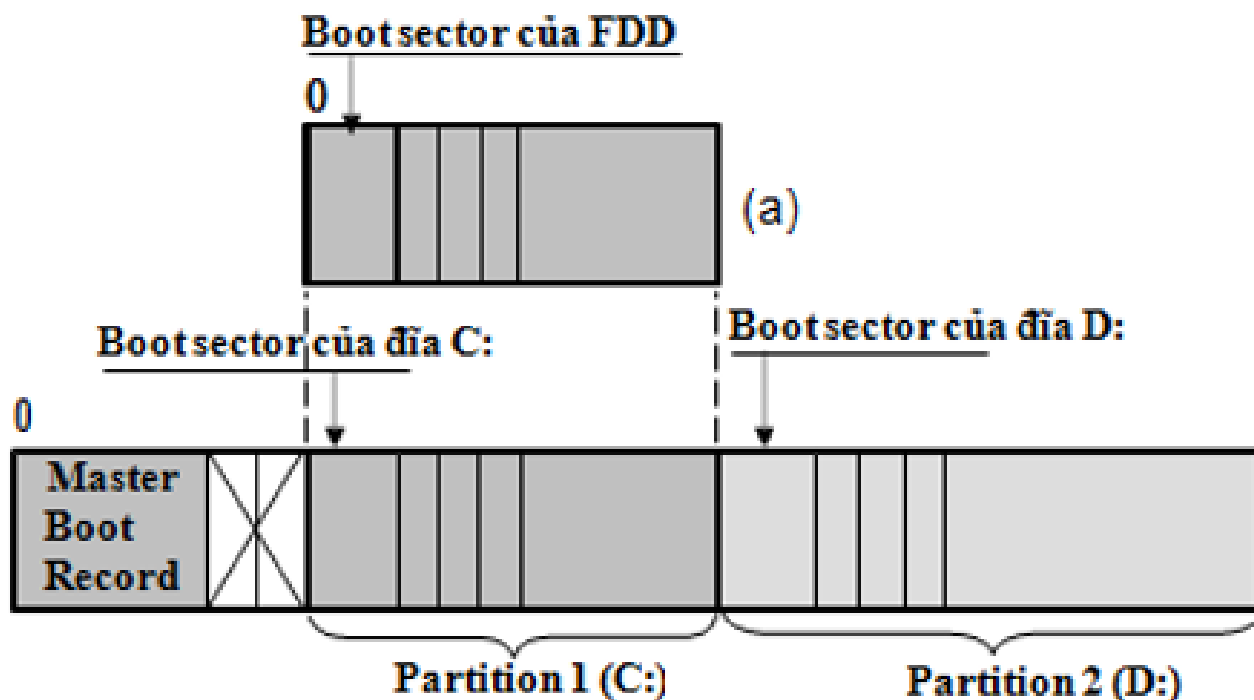 Boot sector của FDD
0
(a)
Boot sector của đĩa C:
Boot sector của đĩa D:
0
Master
Boot
Record
Partition 1 (C:)
Partition 2 (D:)